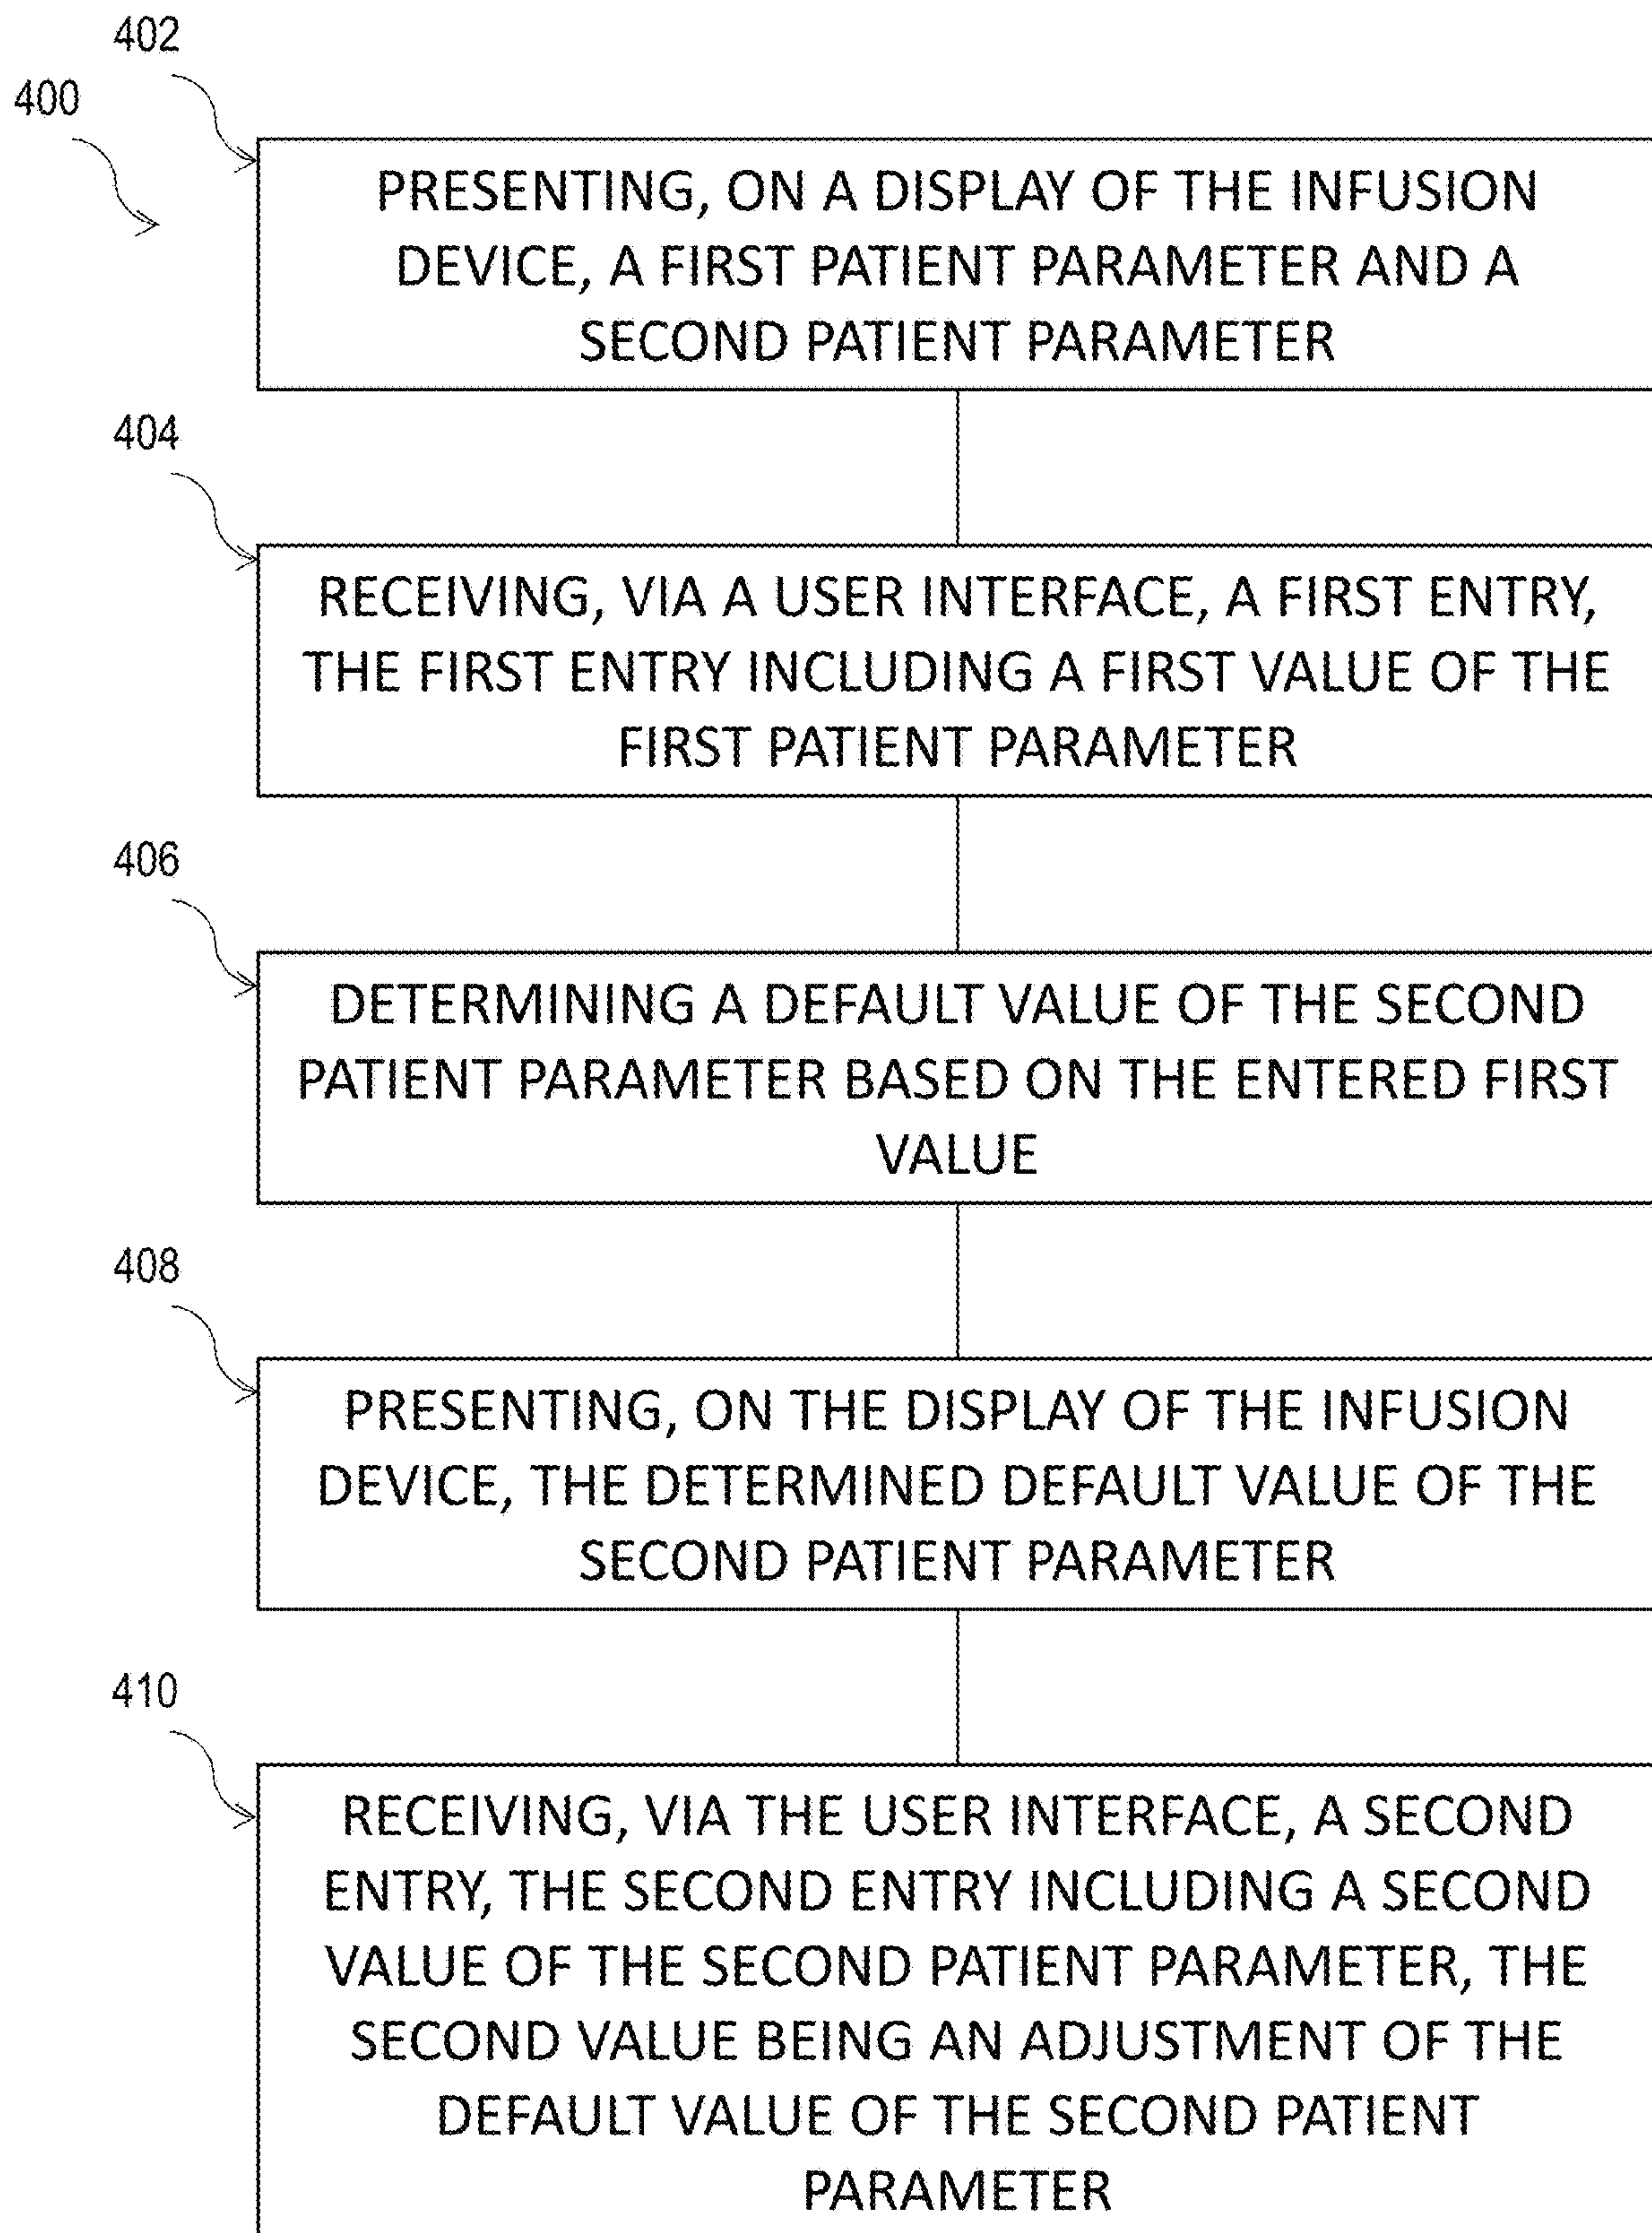 402
400
PRESENTING, ON A DISPLAY OF THE INFUSION
DEVICE, A FIRST PATIENT PARAMETER AND A
SECOND PATIENT PARAMETER
404
RECEIVING, VIA A USER INTERFACE, A FIRST ENTRY,
THE FIRST ENTRY INCLUDING A FIRST VALUE OF THE
FIRST PATIENT PARAMETER
406
DETERMINING A DEFAULT VALUE OF THE SECOND
PATIENT PARAMETER BASED ON THE ENTERED FIRST
VALUE
408
PRESENTING, ON THE DISPLAY OF THE INFUSION
DEVICE, THE DETERMINED DEFAULT VALUE OF THE
SECOND PATIENT PARAMETER
410
RECEIVING, VIA THE USER INTERFACE, A SECOND
ENTRY, THE SECOND ENTRY INCLUDING A SECOND
VALUE OF THE SECOND PATIENT PARAMETER, THE
SECOND VALUE BEING AN ADJUSTMENT OF THE
DEFAULT VALUE OF THE SECOND PATIENT
PARAMETER